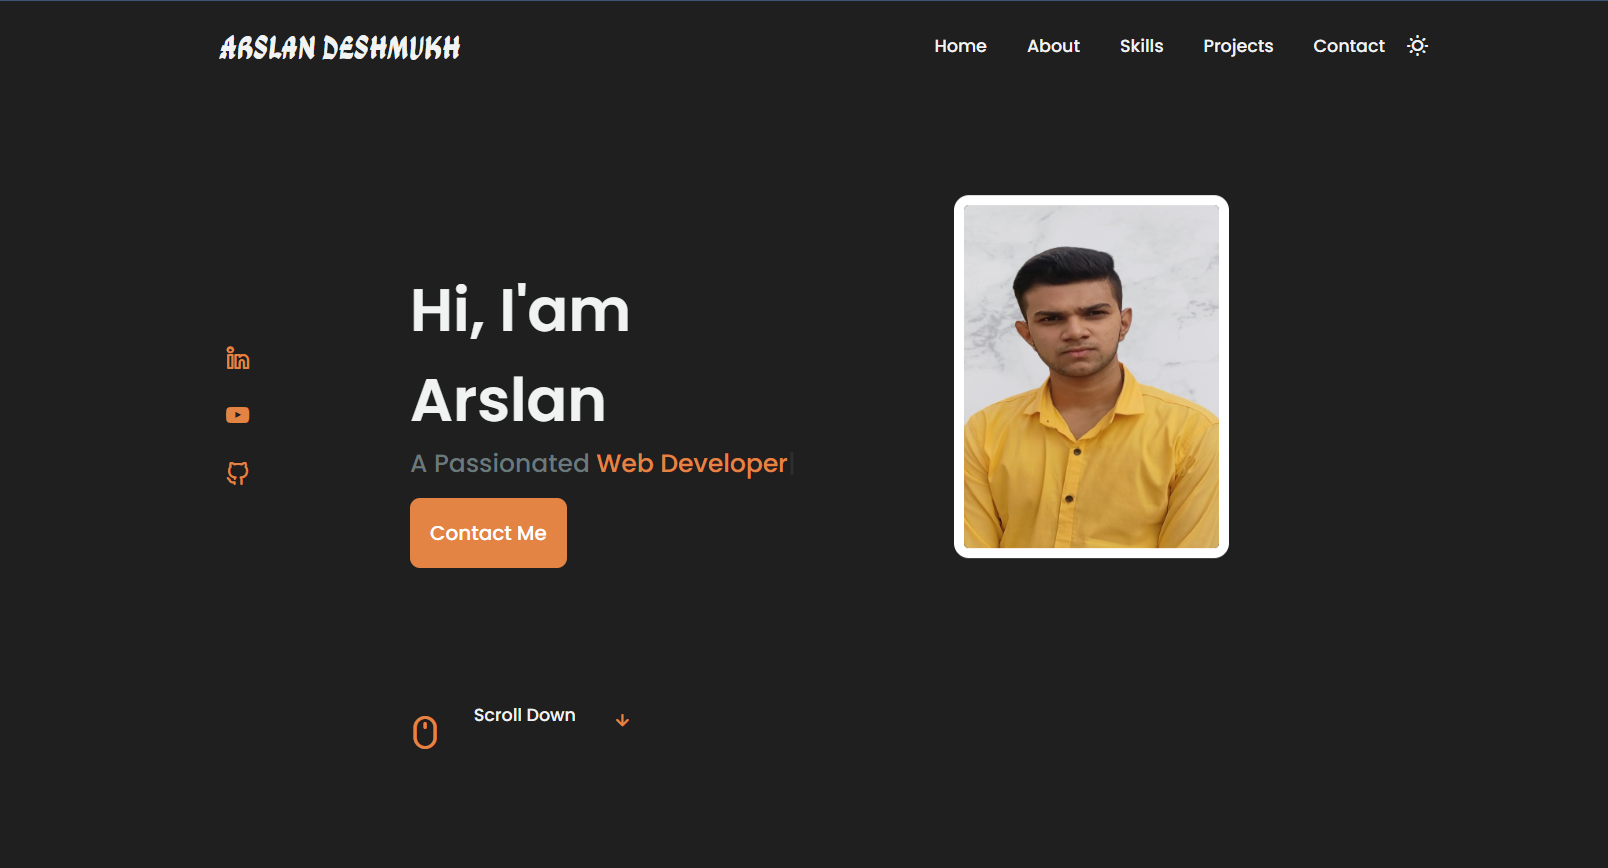 ARSLAN DESHMUKH
Home About Skills Projects Contact
Hi, I'am
Arslan
A Passionated Web Developer
Contact Me
Scroll Down